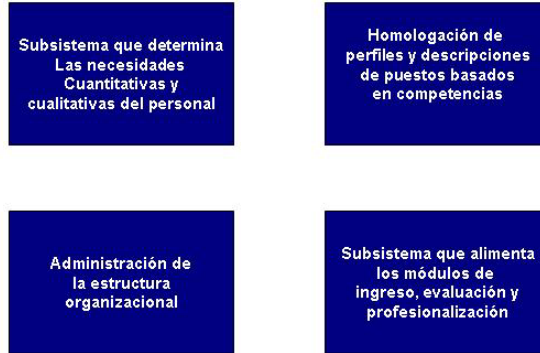 Subsistema que determina
Las necesidades
Cuantitativas y
cualitativas del personal
Homologación de
perfiles y descripciones
de puestos basados
en competencias
Administración de
la estructura
organizacional
Subsistema que alimenta
los módulos de
ingreso, evaluación y
profesionalización